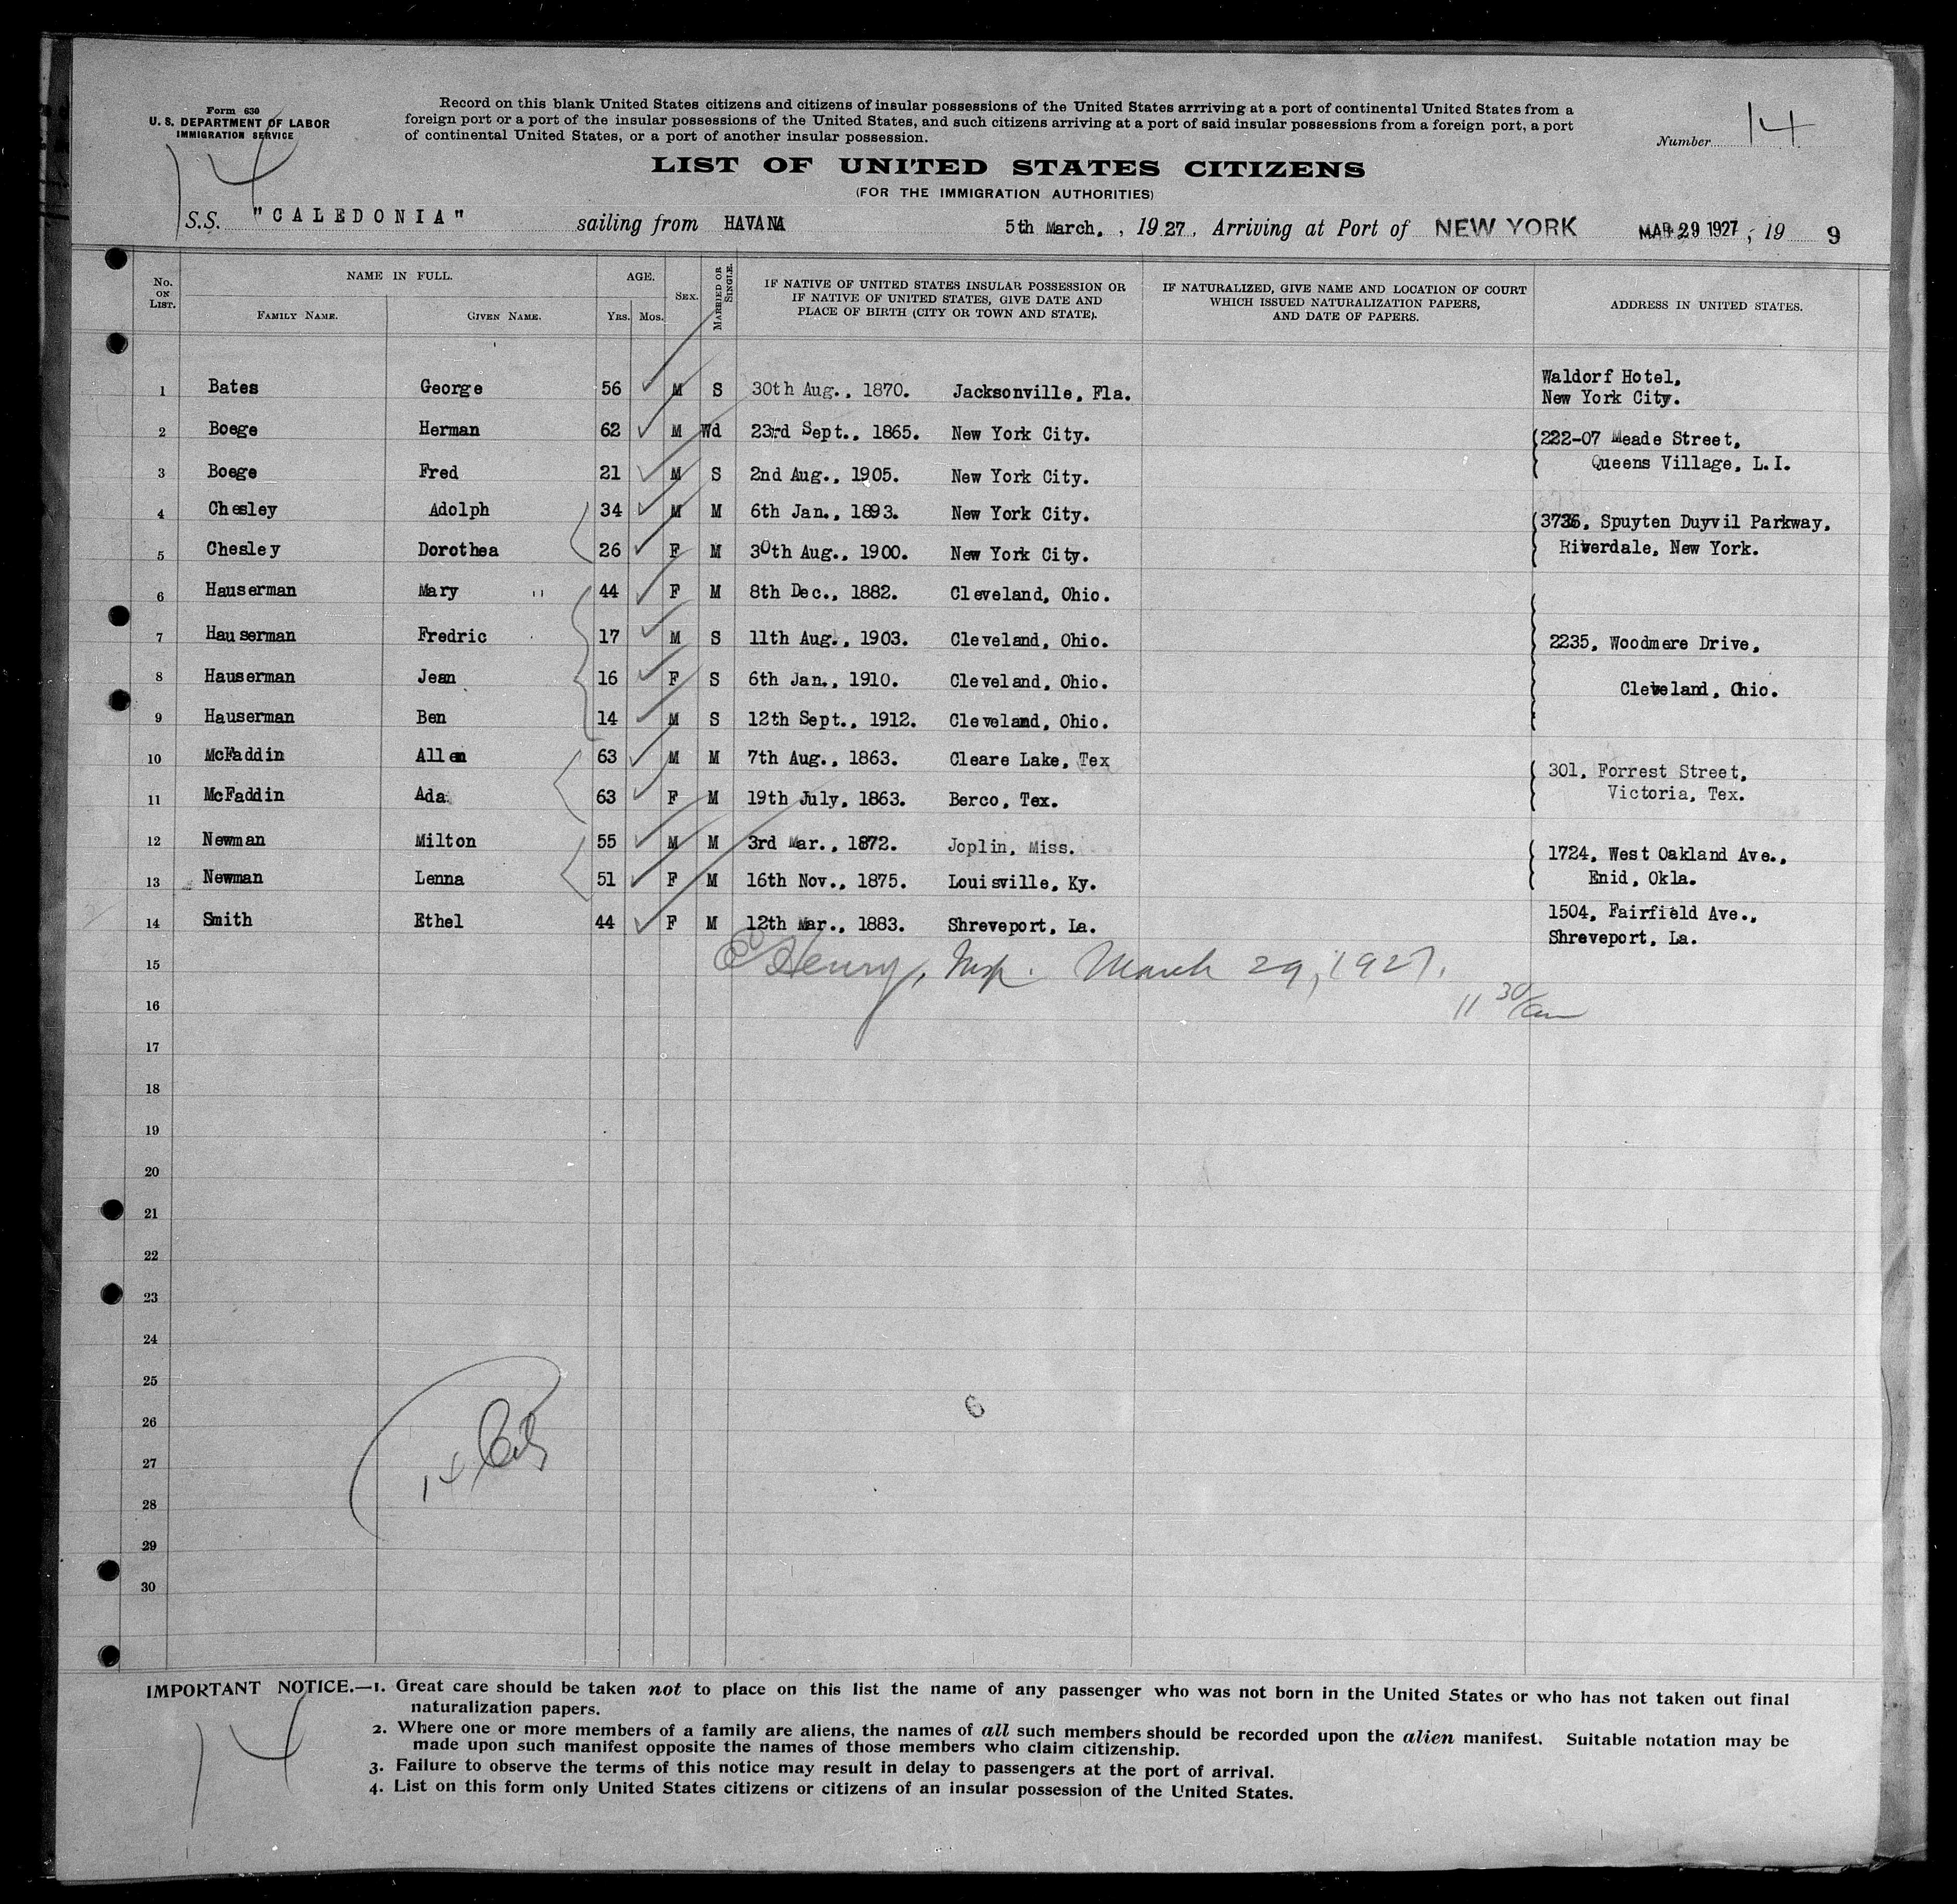 Form 630
U. S. DEPARTMENT OF LABOR
IMMIGRATION SERVICE
14
Record on this blank United States citizens and citizens of insular possessions of the United States arrriving at a port of continental United States from a
foreign port or a port of the insular possessions of the United States, and such citizens arriving at a port of said insular possessions from a foreign port, a port
of continental United States, or a port of another insular possession.
Number 14
LIST OF UNITED STATES CITIZENS
(FOR THE IMMIGRATION AUTHORITIES)
S.S. "CALEDONIA" sailing from HAVANA 5th March, , 1927, Arriving at Port of NEW YORK MAR 29 1927, 19 9
No. ON LIST. NAME IN FULL. FAMILY NAME. GIVEN NAME. AGE. YRS. MOS. SEX. MARRIED OR SINGLE. IF NATIVE OF UNITED STATES INSULAR POSSESSION OR IF NATIVE OF UNITED STATES, GIVE DATE AND PLACE OF BIRTH (CITY OR TOWN AND STATE). IF NATURALIZED, GIVE NAME AND LOCATION OF COURT WHICH ISSUED NATURALIZATION PAPERS, AND DATE OF PAPERS. ADDRESS IN UNITED STATES.
1 Bates George 56 M S 30th Aug., 1870. Jacksonville, Fla. Waldorf Hotel, New York City.
2 Boege Herman 62 M Wd 23rd Sept., 1865. New York City. 222-07 Meade Street,
3 Boege Fred 21 M S 2nd Aug., 1905. New York City. Queens Village, L.I.
4 Chesley Adolph 34 M M 6th Jan., 1893. New York City. 3736, Spuyten Duyvil Parkway,
5 Chesley Dorothea 26 F M 30th Aug., 1900. New York City. Riverdale, New York.
6 Hauserman Mary 44 F M 8th Dec., 1882. Cleveland, Ohio.
7 Hauserman Fredric 17 M S 11th Aug., 1903. Cleveland, Ohio. 2235, Woodmere Drive,
8 Hauserman Jean 16 F S 6th Jan., 1910. Cleveland, Ohio. Cleveland, Ohio.
9 Hauserman Ben 14 M S 12th Sept., 1912. Cleveland, Ohio.
10 McFaddin Allen 63 M M 7th Aug., 1863. Cleare Lake, Tex 301, Forrest Street,
11 McFaddin Ada 63 F M 19th July, 1863. Berco, Tex. Victoria, Tex.
12 Newman Milton 55 M M 3rd Mar., 1872. Joplin, Miss. 1724, West Oakland Ave.,
13 Newman Lenna 51 F M 16th Nov., 1875. Louisville, Ky. Enid, Okla.
14 Smith Ethel 44 F M 12th Mar., 1883. Shreveport, La. 1504, Fairfield Ave., Shreveport, La.
15 Henry, Insp. March 29, 1927.
16 11 30/am
17
18
19
20
21
22
23
24
25
26 6
27 14
28
29
30
IMPORTANT NOTICE.—1. Great care should be taken not to place on this list the name of any passenger who was not born in the United States or who has not taken out final
naturalization papers.
2. Where one or more members of a family are aliens, the names of all such members should be recorded upon the alien manifest. Suitable notation may be
made upon such manifest opposite the names of those members who claim citizenship.
3. Failure to observe the terms of this notice may result in delay to passengers at the port of arrival.
4. List on this form only United States citizens or citizens of an insular possession of the United States.
14